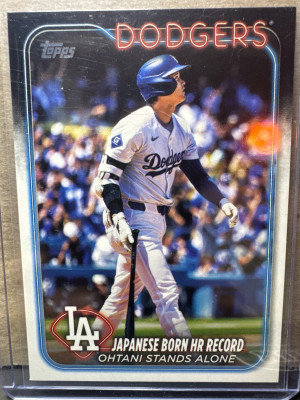 DODGERS
Topps
Dodgers
LA
JAPANESE BORN HR RECORD
OHTANI STANDS ALONE